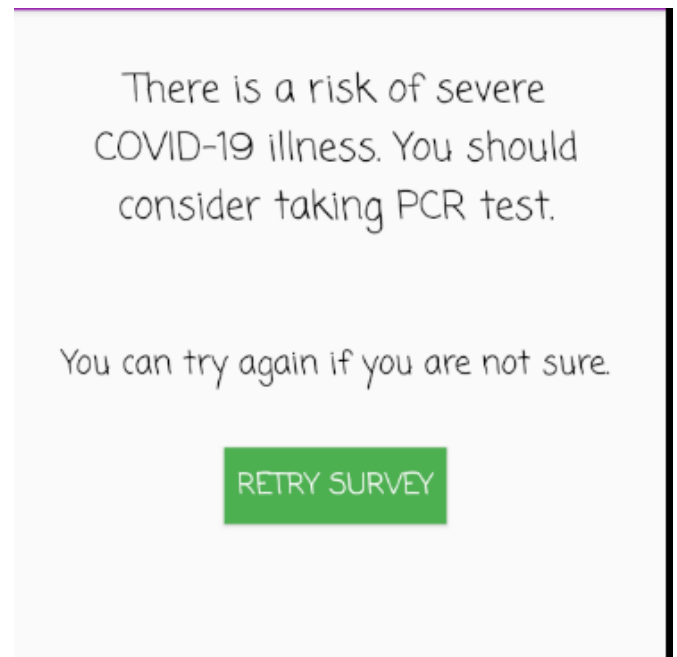 There is a risk of severe
COVID-19 illness. You should
consider taking PCR test.
You can try again if you are not sure.
RETRY SURVEY